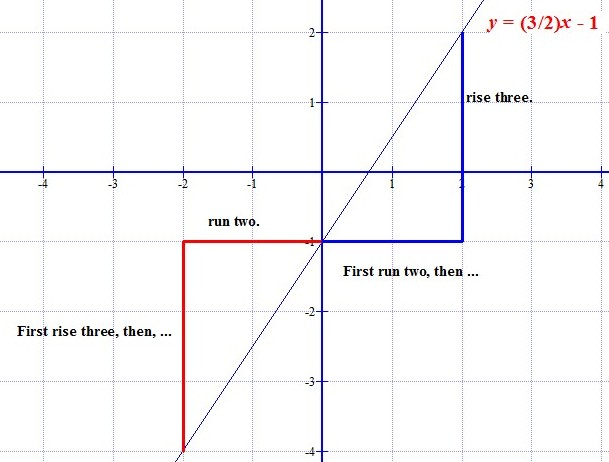 y = (3/2)x - 1
2
rise three.
1
-4 -3 -2 -1 1 2 3 4
run two.
-1
First run two, then ...
-2
First rise three, then, ...
-3
-4